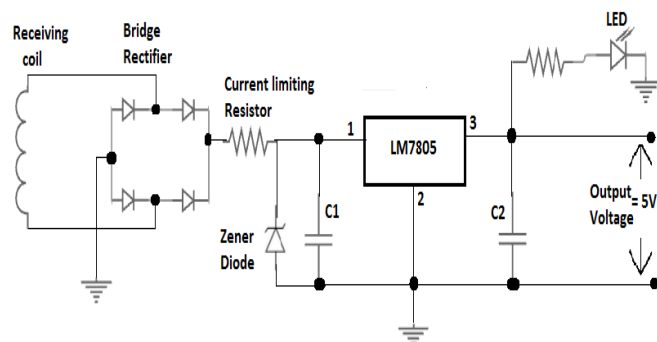 Receiving
coil
Bridge
Rectifier
Current limiting
Resistor
LED
1
LM7805
3
2
C1
C2
Zener
Diode
Output = 5V
Voltage